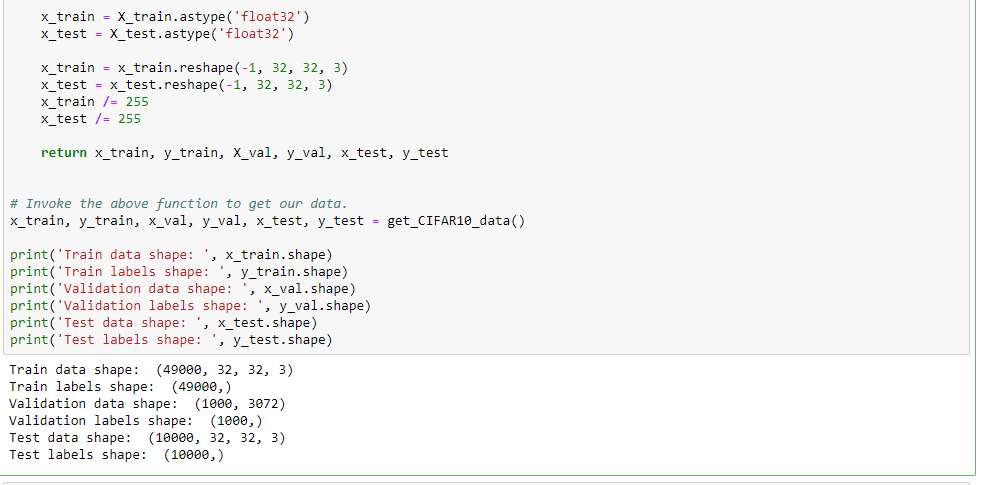 x_train = X_train.astype('float32')
x_test = X_test.astype('float32')
x_train = x_train.reshape(-1, 32, 32, 3)
x_test = x_test.reshape(-1, 32, 32, 3)
x_train /= 255
x_test /= 255
return x_train, y_train, X_val, y_val, x_test, y_test
# Invoke the above function to get our data.
x_train, y_train, x_val, y_val, x_test, y_test = get_CIFAR10_data()
print('Train data shape: ', x_train.shape)
print('Train labels shape: ', y_train.shape)
print('Validation data shape: ', x_val.shape)
print('Validation labels shape: ', y_val.shape)
print('Test data shape: ', x_test.shape)
print('Test labels shape: ', y_test.shape)
Train data shape:  (49000, 32, 32, 3)
Train labels shape:  (49000,)
Validation data shape:  (1000, 3072)
Validation labels shape:  (1000,)
Test data shape:  (10000, 32, 32, 3)
Test labels shape:  (10000,)